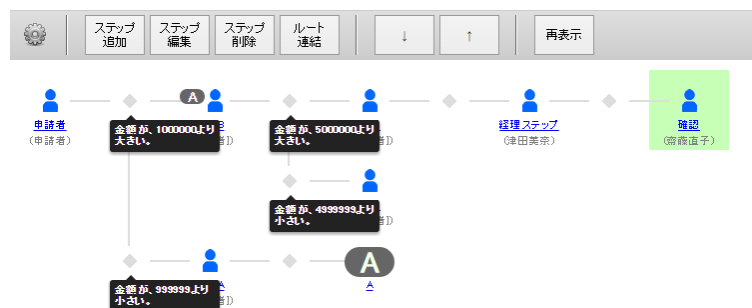 ステップ
追加
ステップ
編集
ステップ
削除
ルート
連結
↓
↑
再表示
A
申請者
(申請者)
金額が、1000000より
大きい。
者])
金額が、5000000より
大きい。
者])
経理ステップ
(津田美奈)
確認
(齋藤直子)
金額が、4999999より
小さい。
者])
金額が、999999より
小さい。
A
者])
A
A